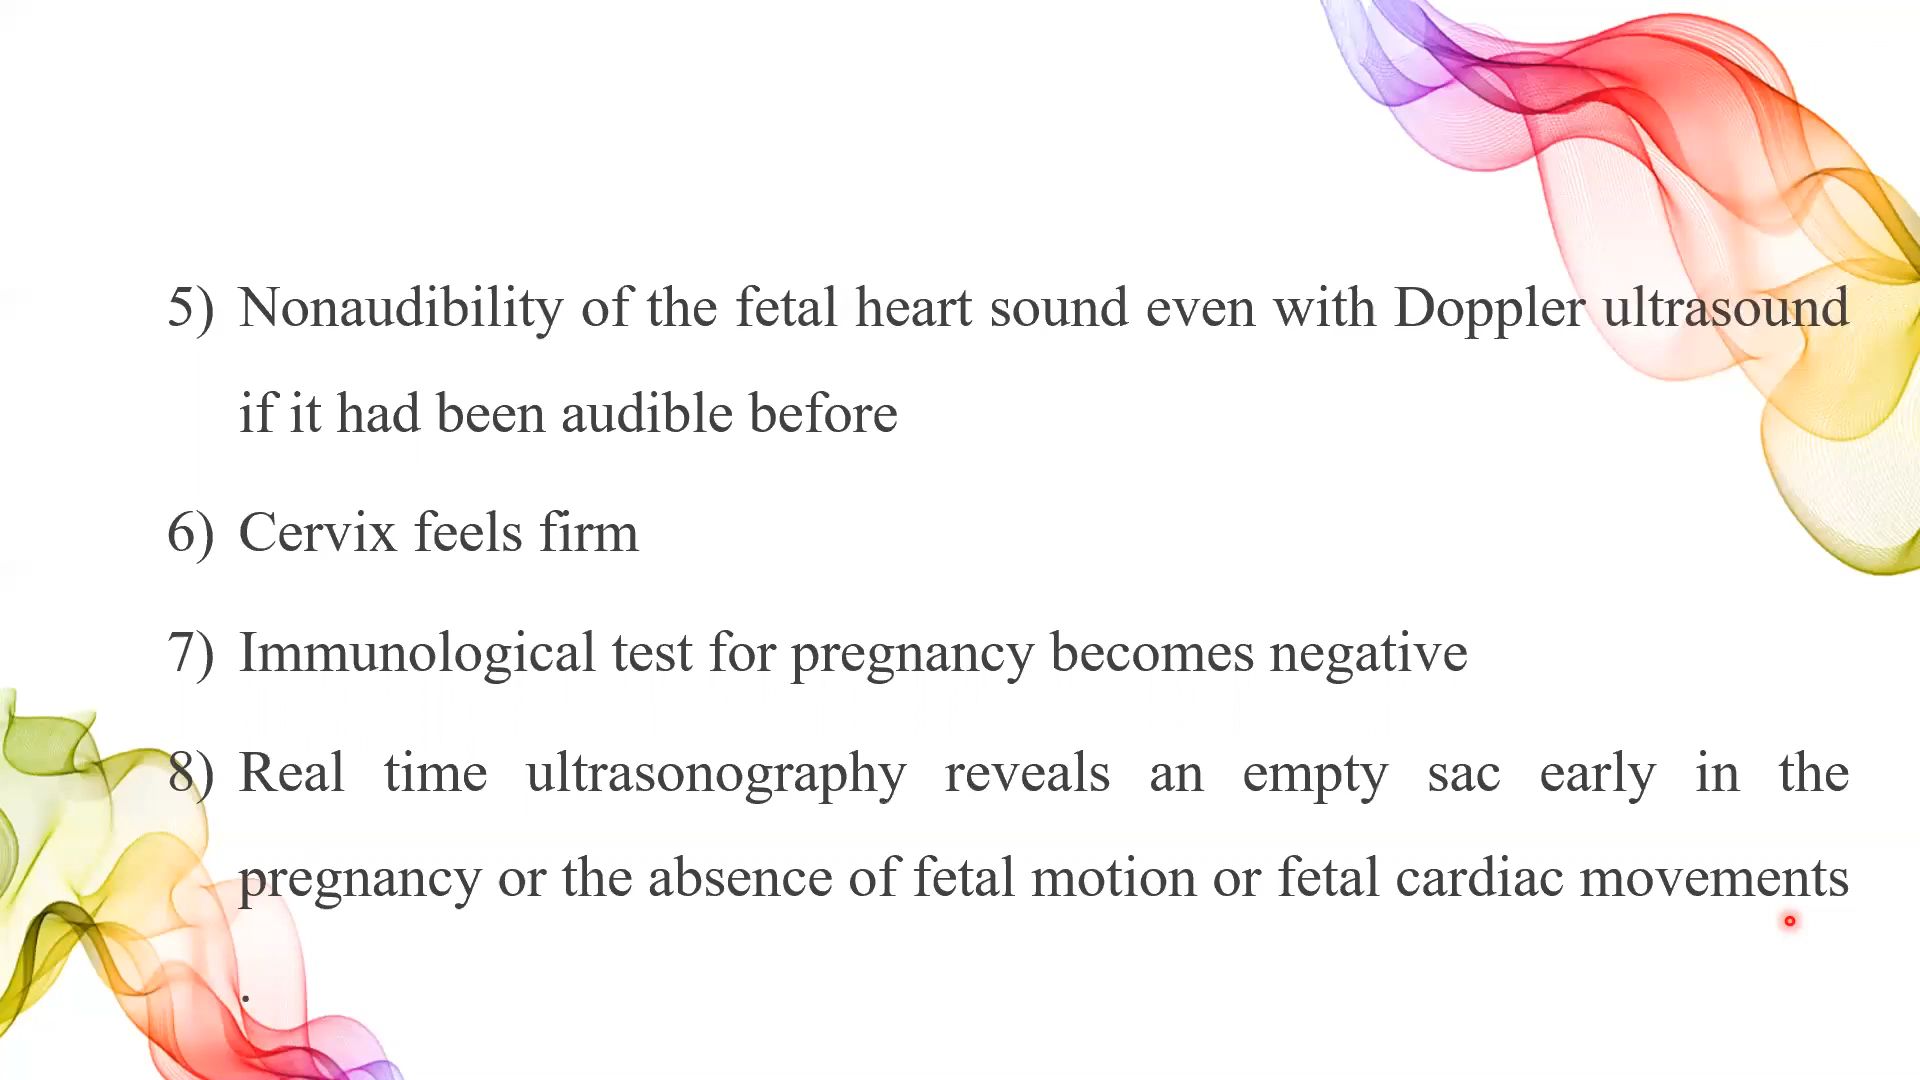 5) Nonaudibility of the fetal heart sound even with Doppler ultrasound
if it had been audible before
6) Cervix feels firm
7) Immunological test for pregnancy becomes negative
8) Real time ultrasonography reveals an empty sac early in the
pregnancy or the absence of fetal motion or fetal cardiac movements
.